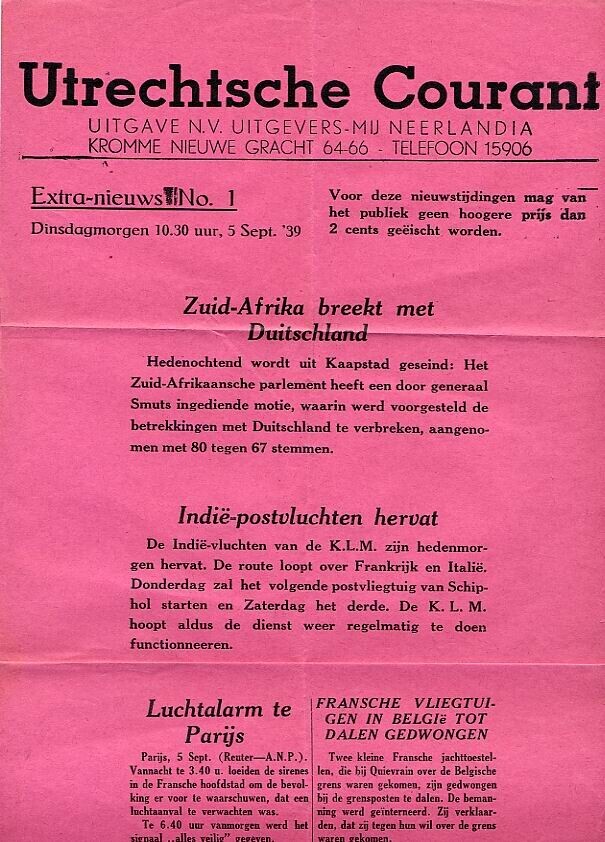 Utrechtsche Courant
UITGAVE N.V. UITGEVERS-MIJ NEERLANDIA
KROMME NIEUWE GRACHT 64-66 - TELEFOON 15906
Extra-nieuws No. 1
Dinsdagmorgen 10.30 uur, 5 Sept. '39
Voor deze nieuwstijdingen mag van
het publiek geen hoogere prijs dan
2 cents geëischt worden.
Zuid-Afrika breekt met
Duitschland
Hedenochtend wordt uit Kaapstad geseind: Het
Zuid-Afrikaansche parlement heeft een door generaal
Smuts ingediende motie, waarin werd voorgesteld de
betrekkingen met Duitschland te verbreken, aangeno-
men met 80 tegen 67 stemmen.
Indië-postvluchten hervat
De Indië-vluchten van de K.L.M. zijn hedenmor-
gen hervat. De route loopt over Frankrijk en Italië.
Donderdag zal het volgende postvliegtuig van Schip-
hol starten en Zaterdag het derde. De K. L. M.
hoopt aldus de dienst weer regelmatig te doen
functionneeren.
Luchtalarm te
Parijs
Parijs, 5 Sept. (Reuter—A.N.P.).
Vannacht te 3.40 u. loeiden de sirenes
in de Fransche hoofdstad om de bevol-
king er voor te waarschuwen, dat een
luchtaanval te verwachten was.
Te 6.40 uur vanmorgen werd het
signaal „alles veilig" gegeven.
FRANSCHE VLIEGTUI-
GEN IN BELGIë TOT
DALEN GEDWONGEN
Twee kleine Fransche jachttoestel-
len, die bij Quievrain over de Belgische
grens waren gekomen, zijn gedwongen
bij de grensposten te dalen. De beman-
ning werd geïnterneerd. Zij verklaar-
den, dat zij tegen hun wil over de grens
waren gekomen.